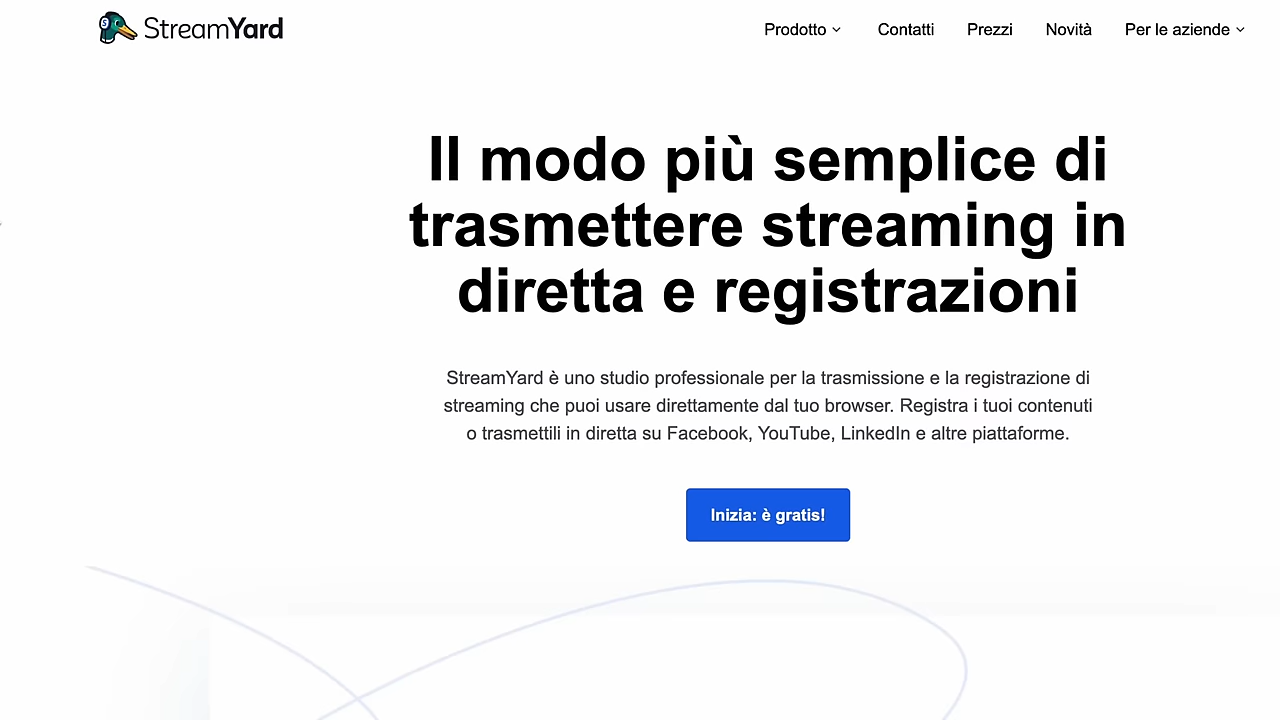 StreamYard
Prodotto
Contatti
Prezzi
Novità
Per le aziende
Il modo più semplice di
trasmettere streaming in
diretta e registrazioni
StreamYard è uno studio professionale per la trasmissione e la registrazione di
streaming che puoi usare direttamente dal tuo browser. Registra i tuoi contenuti
o trasmettili in diretta su Facebook, YouTube, LinkedIn e altre piattaforme.
Inizia: è gratis!